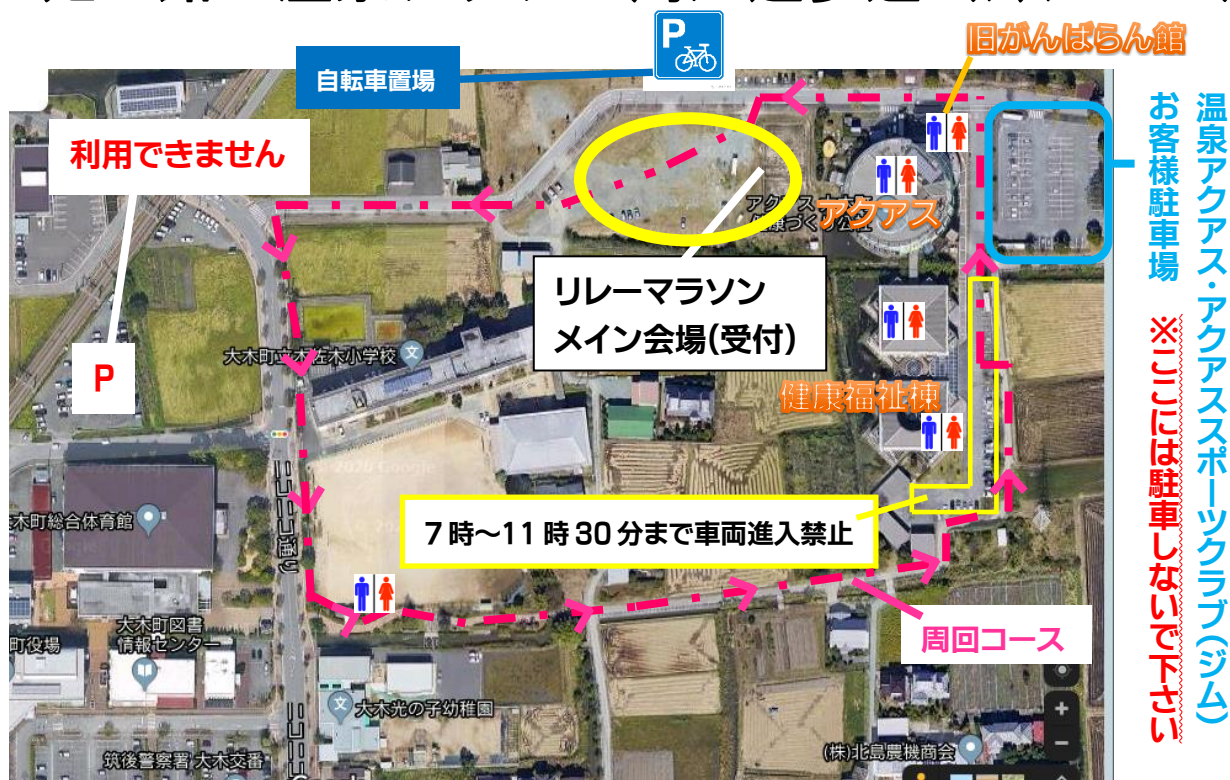 P
旧がんばらん館
自転車置場
利用できません
温泉アクアス・アクアススポーツクラブ(ジム)
お客様駐車場 ※ここには駐車しないで下さい
アクアス
リレーマラソン
メイン会場(受付)
大木町立木佐木小学校
文
P
健康福祉棟
7時~11時30分まで車両進入禁止
木町総合体育館
ニコニコ通り
周回コース
大木町図書
情報センター
町役場
文
大木光の子幼稚園
筑後警察署 大木交番
(株)北島農機商会
+
−